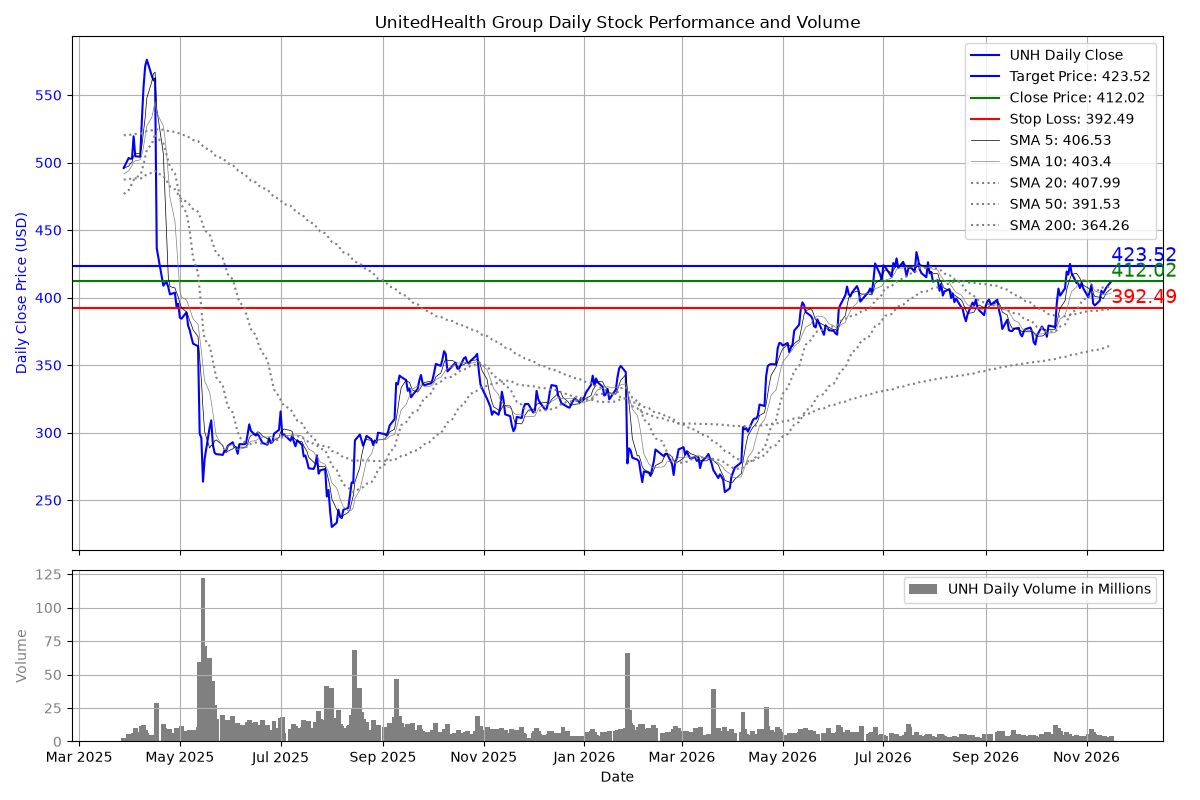 UnitedHealth Group Daily Stock Performance and Volume
UNH Daily Close
Target Price: 423.52
Close Price: 412.02
Stop Loss: 392.49
SMA 5: 406.53
SMA 10: 403.4
SMA 20: 407.99
SMA 50: 391.53
SMA 200: 364.26
423.52
412.02
392.49
Daily Close Price (USD)
550
500
450
400
350
300
250
UNH Daily Volume in Millions
Volume
125
100
75
50
25
0
Mar 2025 May 2025 Jul 2025 Sep 2025 Nov 2025 Jan 2026 Mar 2026 May 2026 Jul 2026 Sep 2026 Nov 2026
Date